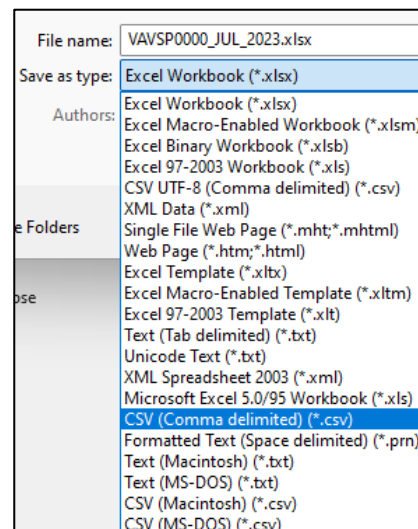 File name: VAVSP0000_JUL_2023.xlsx
Save as type: Excel Workbook (*.xlsx)
Authors: Excel Workbook (*.xlsx)
Excel Macro-Enabled Workbook (*.xlsm)
Excel Binary Workbook (*.xlsb)
Excel 97-2003 Workbook (*.xls)
CSV UTF-8 (Comma delimited) (*.csv)
XML Data (*.xml)
e Folders
Single File Web Page (*.mht;*.mhtml)
Web Page (*.htm;*.html)
Excel Template (*.xltx)
Excel Macro-Enabled Template (*.xltm)
ose
Excel 97-2003 Template (*.xlt)
Text (Tab delimited) (*.txt)
Unicode Text (*.txt)
XML Spreadsheet 2003 (*.xml)
Microsoft Excel 5.0/95 Workbook (*.xls)
CSV (Comma delimited) (*.csv)
Formatted Text (Space delimited) (*.prn)
Text (Macintosh) (*.txt)
Text (MS-DOS) (*.txt)
CSV (Macintosh) (*.csv)
CSV (MS-DOS) (*.csv)